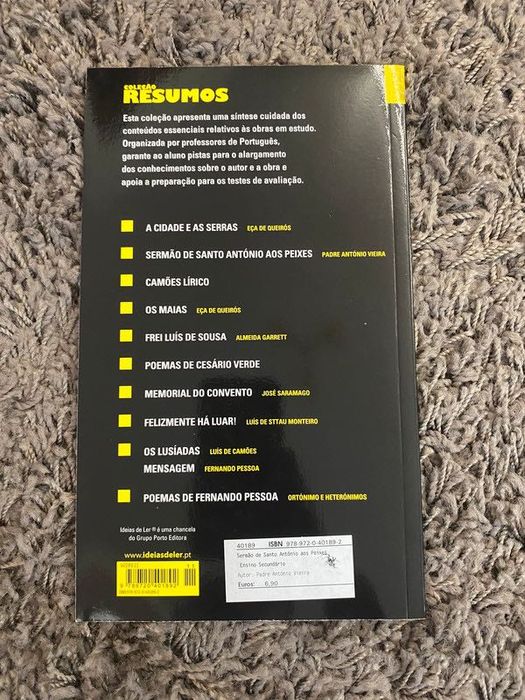 COLEÇÃO
RESUMOS
Esta coleção apresenta uma síntese cuidada dos
conteúdos essenciais relativos às obras em estudo.
Organizada por professores de Português,
garante ao aluno pistas para o alargamento
dos conhecimentos sobre o autor e a obra e
apoia a preparação para os testes de avaliação.
A CIDADE E AS SERRAS EÇA DE QUEIRÓS
SERMÃO DE SANTO ANTÓNIO AOS PEIXES PADRE ANTÓNIO VIEIRA
CAMÕES LÍRICO
OS MAIAS EÇA DE QUEIRÓS
FREI LUÍS DE SOUSA ALMEIDA GARRETT
POEMAS DE CESÁRIO VERDE
MEMORIAL DO CONVENTO JOSÉ SARAMAGO
FELIZMENTE HÁ LUAR! LUÍS DE STTAU MONTEIRO
OS LUSÍADAS LUÍS DE CAMÕES
MENSAGEM FERNANDO PESSOA
POEMAS DE FERNANDO PESSOA ORTÓNIMO E HETERÓNIMOS
Ideias de Ler ® é uma chancela
do Grupo Porto Editora
www.ideiasdeler.pt
9 789720 401892
40189 ISBN 978-972-0-40189-2
Sermão de Santo António aos Peixes
Ensino Secundário
Autor: Padre António Vieira
Euros: 6,90